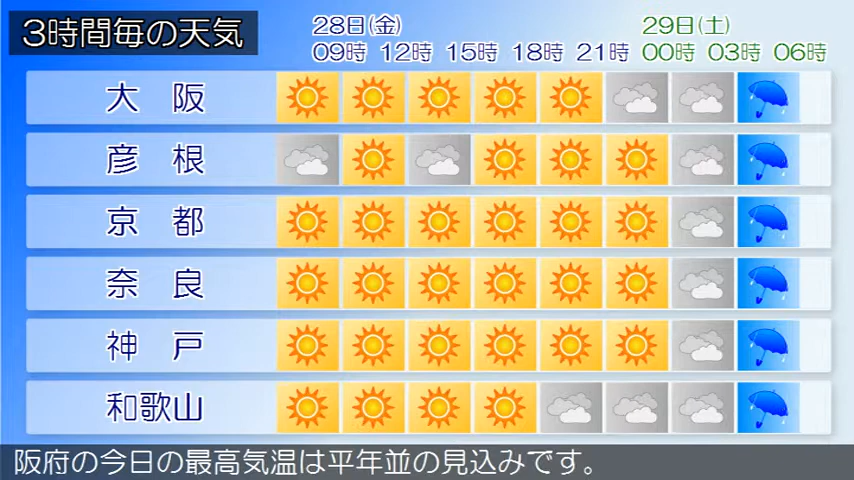 3時間毎の天気
28日(金) 29日(土)
09時 12時 15時 18時 21時 00時 03時 06時
大阪
彦根
京都
奈良
神戸
和歌山
阪府の今日の最高気温は平年並の見込みです。